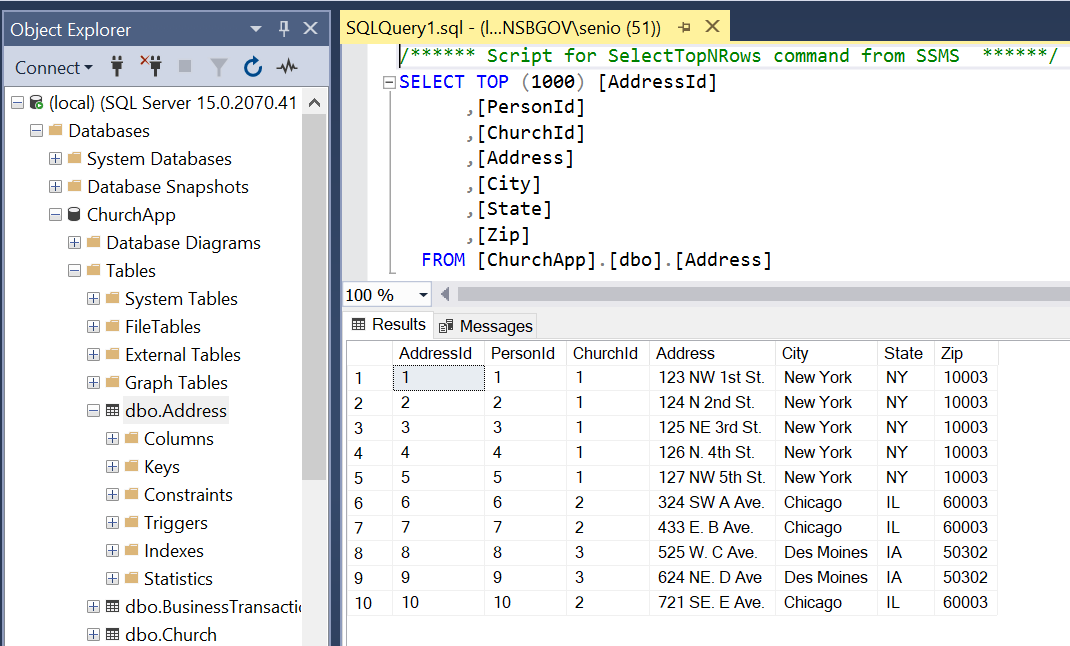 Object Explorer
Connect
(local) (SQL Server 15.0.2070.41
Databases
System Databases
Database Snapshots
ChurchApp
Database Diagrams
Tables
System Tables
FileTables
External Tables
Graph Tables
dbo.Address
Columns
Keys
Constraints
Triggers
Indexes
Statistics
dbo.BusinessTransactic
dbo.Church
SQLQuery1.sql - (l...NSBGOV\senio (51))
/****** Script for SelectTopNRows command from SSMS ******/
SELECT TOP (1000) [AddressId]
,[PersonId]
,[ChurchId]
,[Address]
,[City]
,[State]
,[Zip]
FROM [ChurchApp].[dbo].[Address]
100 %
Results Messages
AddressId PersonId ChurchId Address City State Zip
1 1 1 1 123 NW 1st St. New York NY 10003
2 2 2 1 124 N 2nd St. New York NY 10003
3 3 3 1 125 NE 3rd St. New York NY 10003
4 4 4 1 126 N. 4th St. New York NY 10003
5 5 5 1 127 NW 5th St. New York NY 10003
6 6 6 2 324 SW A Ave. Chicago IL 60003
7 7 7 2 433 E. B Ave. Chicago IL 60003
8 8 8 3 525 W. C Ave. Des Moines IA 50302
9 9 9 3 624 NE. D Ave Des Moines IA 50302
10 10 10 2 721 SE. E Ave. Chicago IL 60003